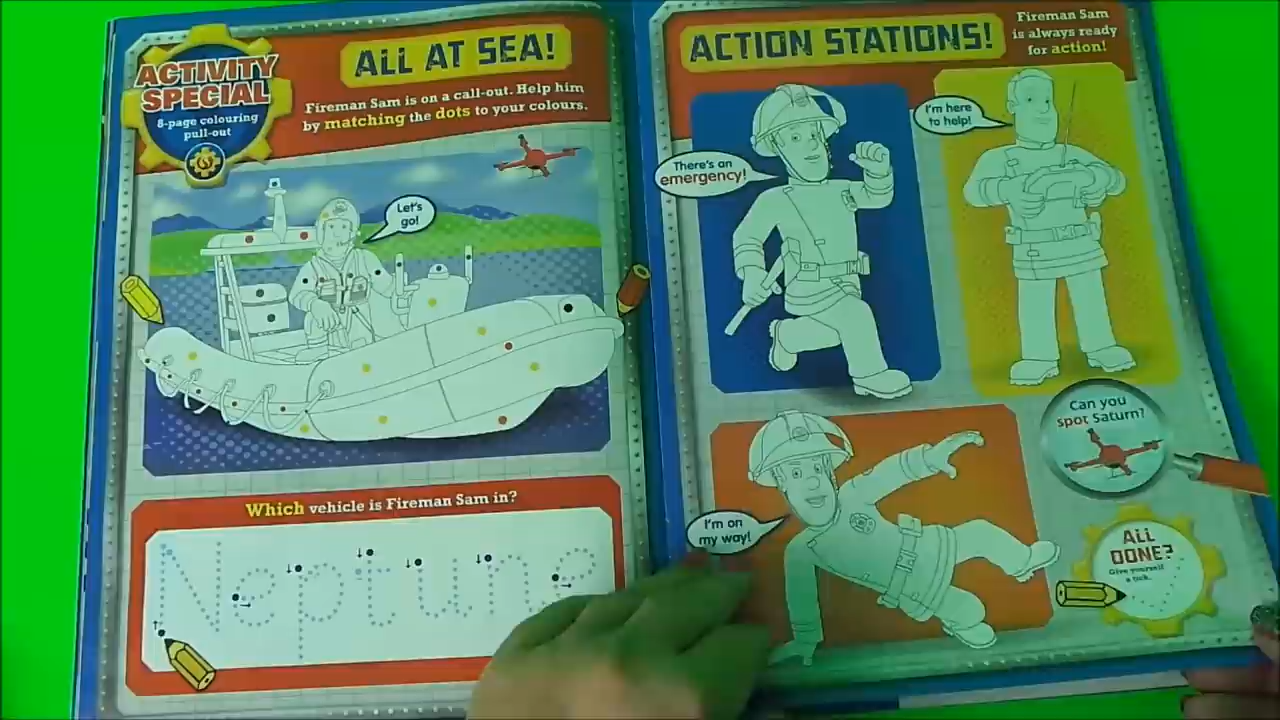 ACTIVITY
SPECIAL
8-page colouring
pull-out
ALL AT SEA!
Fireman Sam is on a call-out. Help him
by matching the dots to your colours.
Let's
go!
Which vehicle is Fireman Sam in?
Neptune
ACTION STATIONS!
Fireman Sam
is always ready
for action!
There's an
emergency!
I'm here
to help!
I'm on
my way!
Can you
spot Saturn?
ALL
DONE?
Give yourself
a tick.